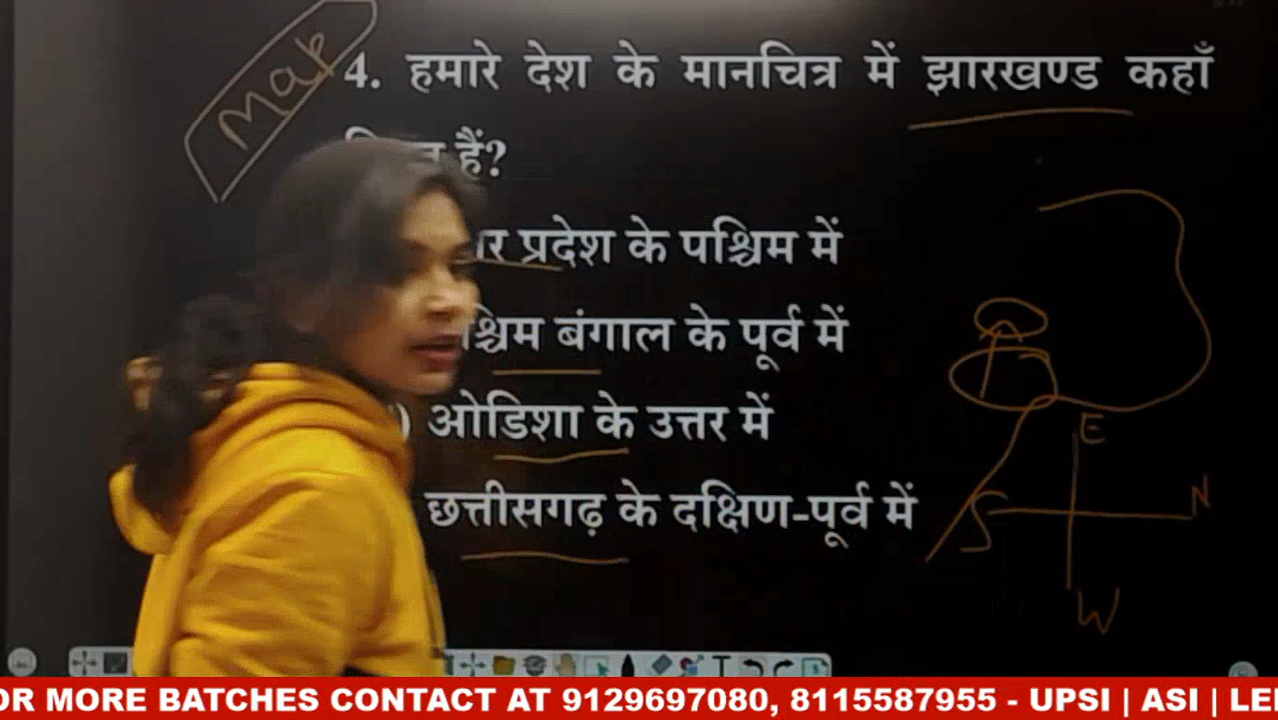 Map
4. हमारे देश के मानचित्र में झारखण्ड कहाँ
हैं?
प्रदेश के पश्चिम में
बंगाल के पूर्व में
) ओडिशा के उत्तर में
छत्तीसगढ़ के दक्षिण-पूर्व में
E
S N
W
OR MORE BATCHES CONTACT AT 9129697080, 8115587955 - UPSI | ASI | LE